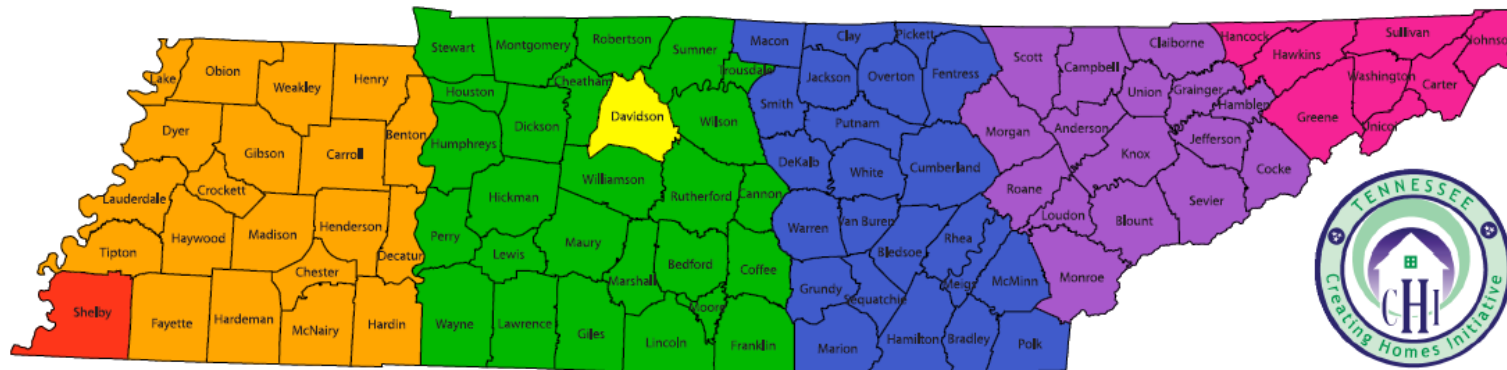 Lake
Obion
Weakley
Henry
Dyer
Gibson
Carroll
Benton
Lauderdale
Crockett
Tipton
Haywood
Madison
Henderson
Decatur
Chester
Shelby
Fayette
Hardeman
McNairy
Hardin
Stewart
Montgomery
Robertson
Sumner
Trousdale
Houston
Cheatham
Davidson
Wilson
Humphreys
Dickson
Hickman
Williamson
Rutherford
Cannon
Perry
Lewis
Maury
Marshall
Bedford
Coffee
Moore
Wayne
Lawrence
Giles
Lincoln
Franklin
Macon
Clay
Pickett
Jackson
Overton
Fentress
Smith
Putnam
DeKalb
White
Cumberland
Warren
Van Buren
Bledsoe
Rhea
Meigs
McMinn
Grundy
Sequatchie
Marion
Hamilton
Bradley
Polk
Scott
Campbell
Claiborne
Union
Grainger
Hamblen
Morgan
Anderson
Knox
Jefferson
Cocke
Roane
Loudon
Blount
Sevier
Monroe
Hancock
Hawkins
Sullivan
Johnson
Washington
Carter
Greene
Unicoi
TENNESSEE
CHI
Creating Homes Initiative